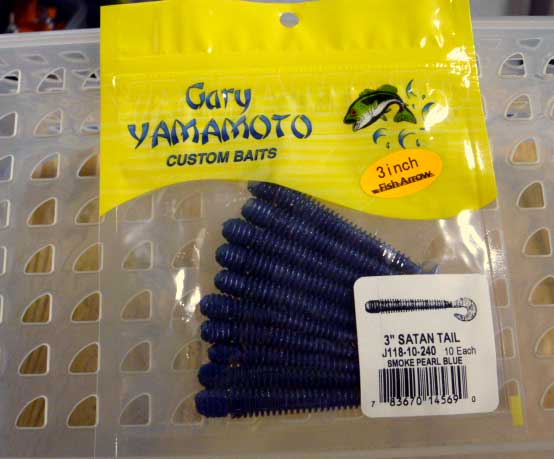 Gary
YAMAMOTO
CUSTOM BAITS
3inch
Fish Arrow
3" SATAN TAIL
J118-10-240 10 Each
SMOKE PEARL BLUE
7 83670 14569 0